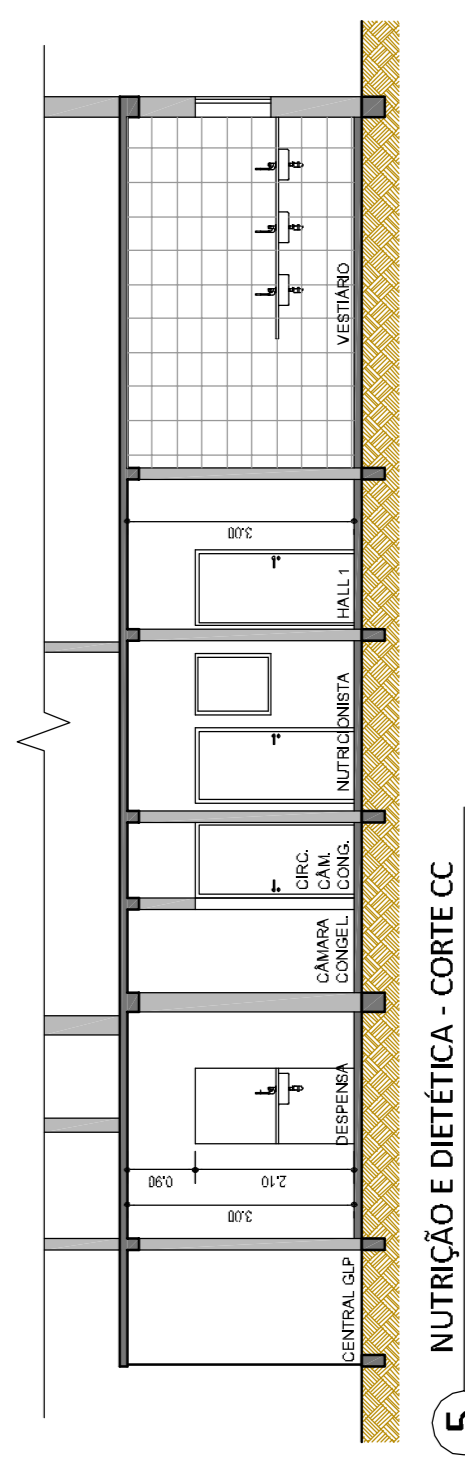 CENTRAL GLP
DESPENSA
CÂMARA
CONGEL.
CIRC.
CÂM.
CONG.
NUTRICIONISTA
HALL 1
VESTIÁRIO
3.00
0.90
2.10
3.00
5
NUTRIÇÃO E DIETÉTICA - CORTE CC